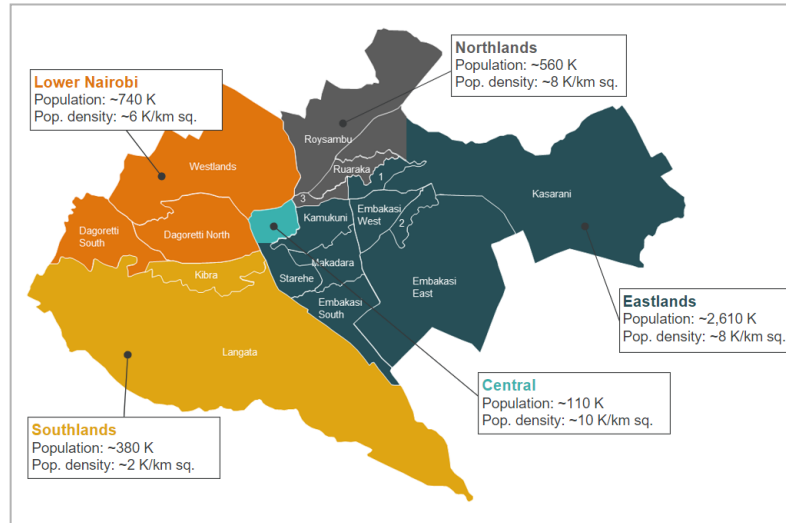 Northlands
Population: ~560 K
Pop. density: ~8 K/km sq.
Lower Nairobi
Population: ~740 K
Pop. density: ~6 K/km sq.
Roysambu
Westlands
Ruaraka
1
Kasarani
3
Kamukuni
Embakasi
West
2
Dagoretti
South
Dagoretti North
Makadara
Kibra
Starehe
Embakasi
East
Embakasi
South
Eastlands
Population: ~2,610 K
Pop. density: ~8 K/km sq.
Langata
Central
Population: ~110 K
Pop. density: ~10 K/km sq.
Southlands
Population: ~380 K
Pop. density: ~2 K/km sq.